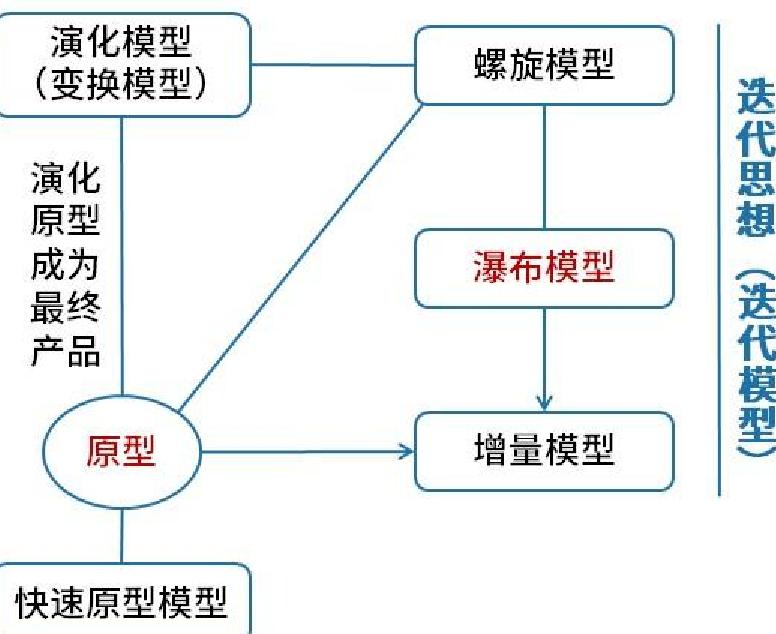 演化模型
（变换模型）
螺旋模型
演化
原型
成为
最终
产品
瀑布模型
原型
增量模型
快速原型模型
迭代思想（迭代模型）